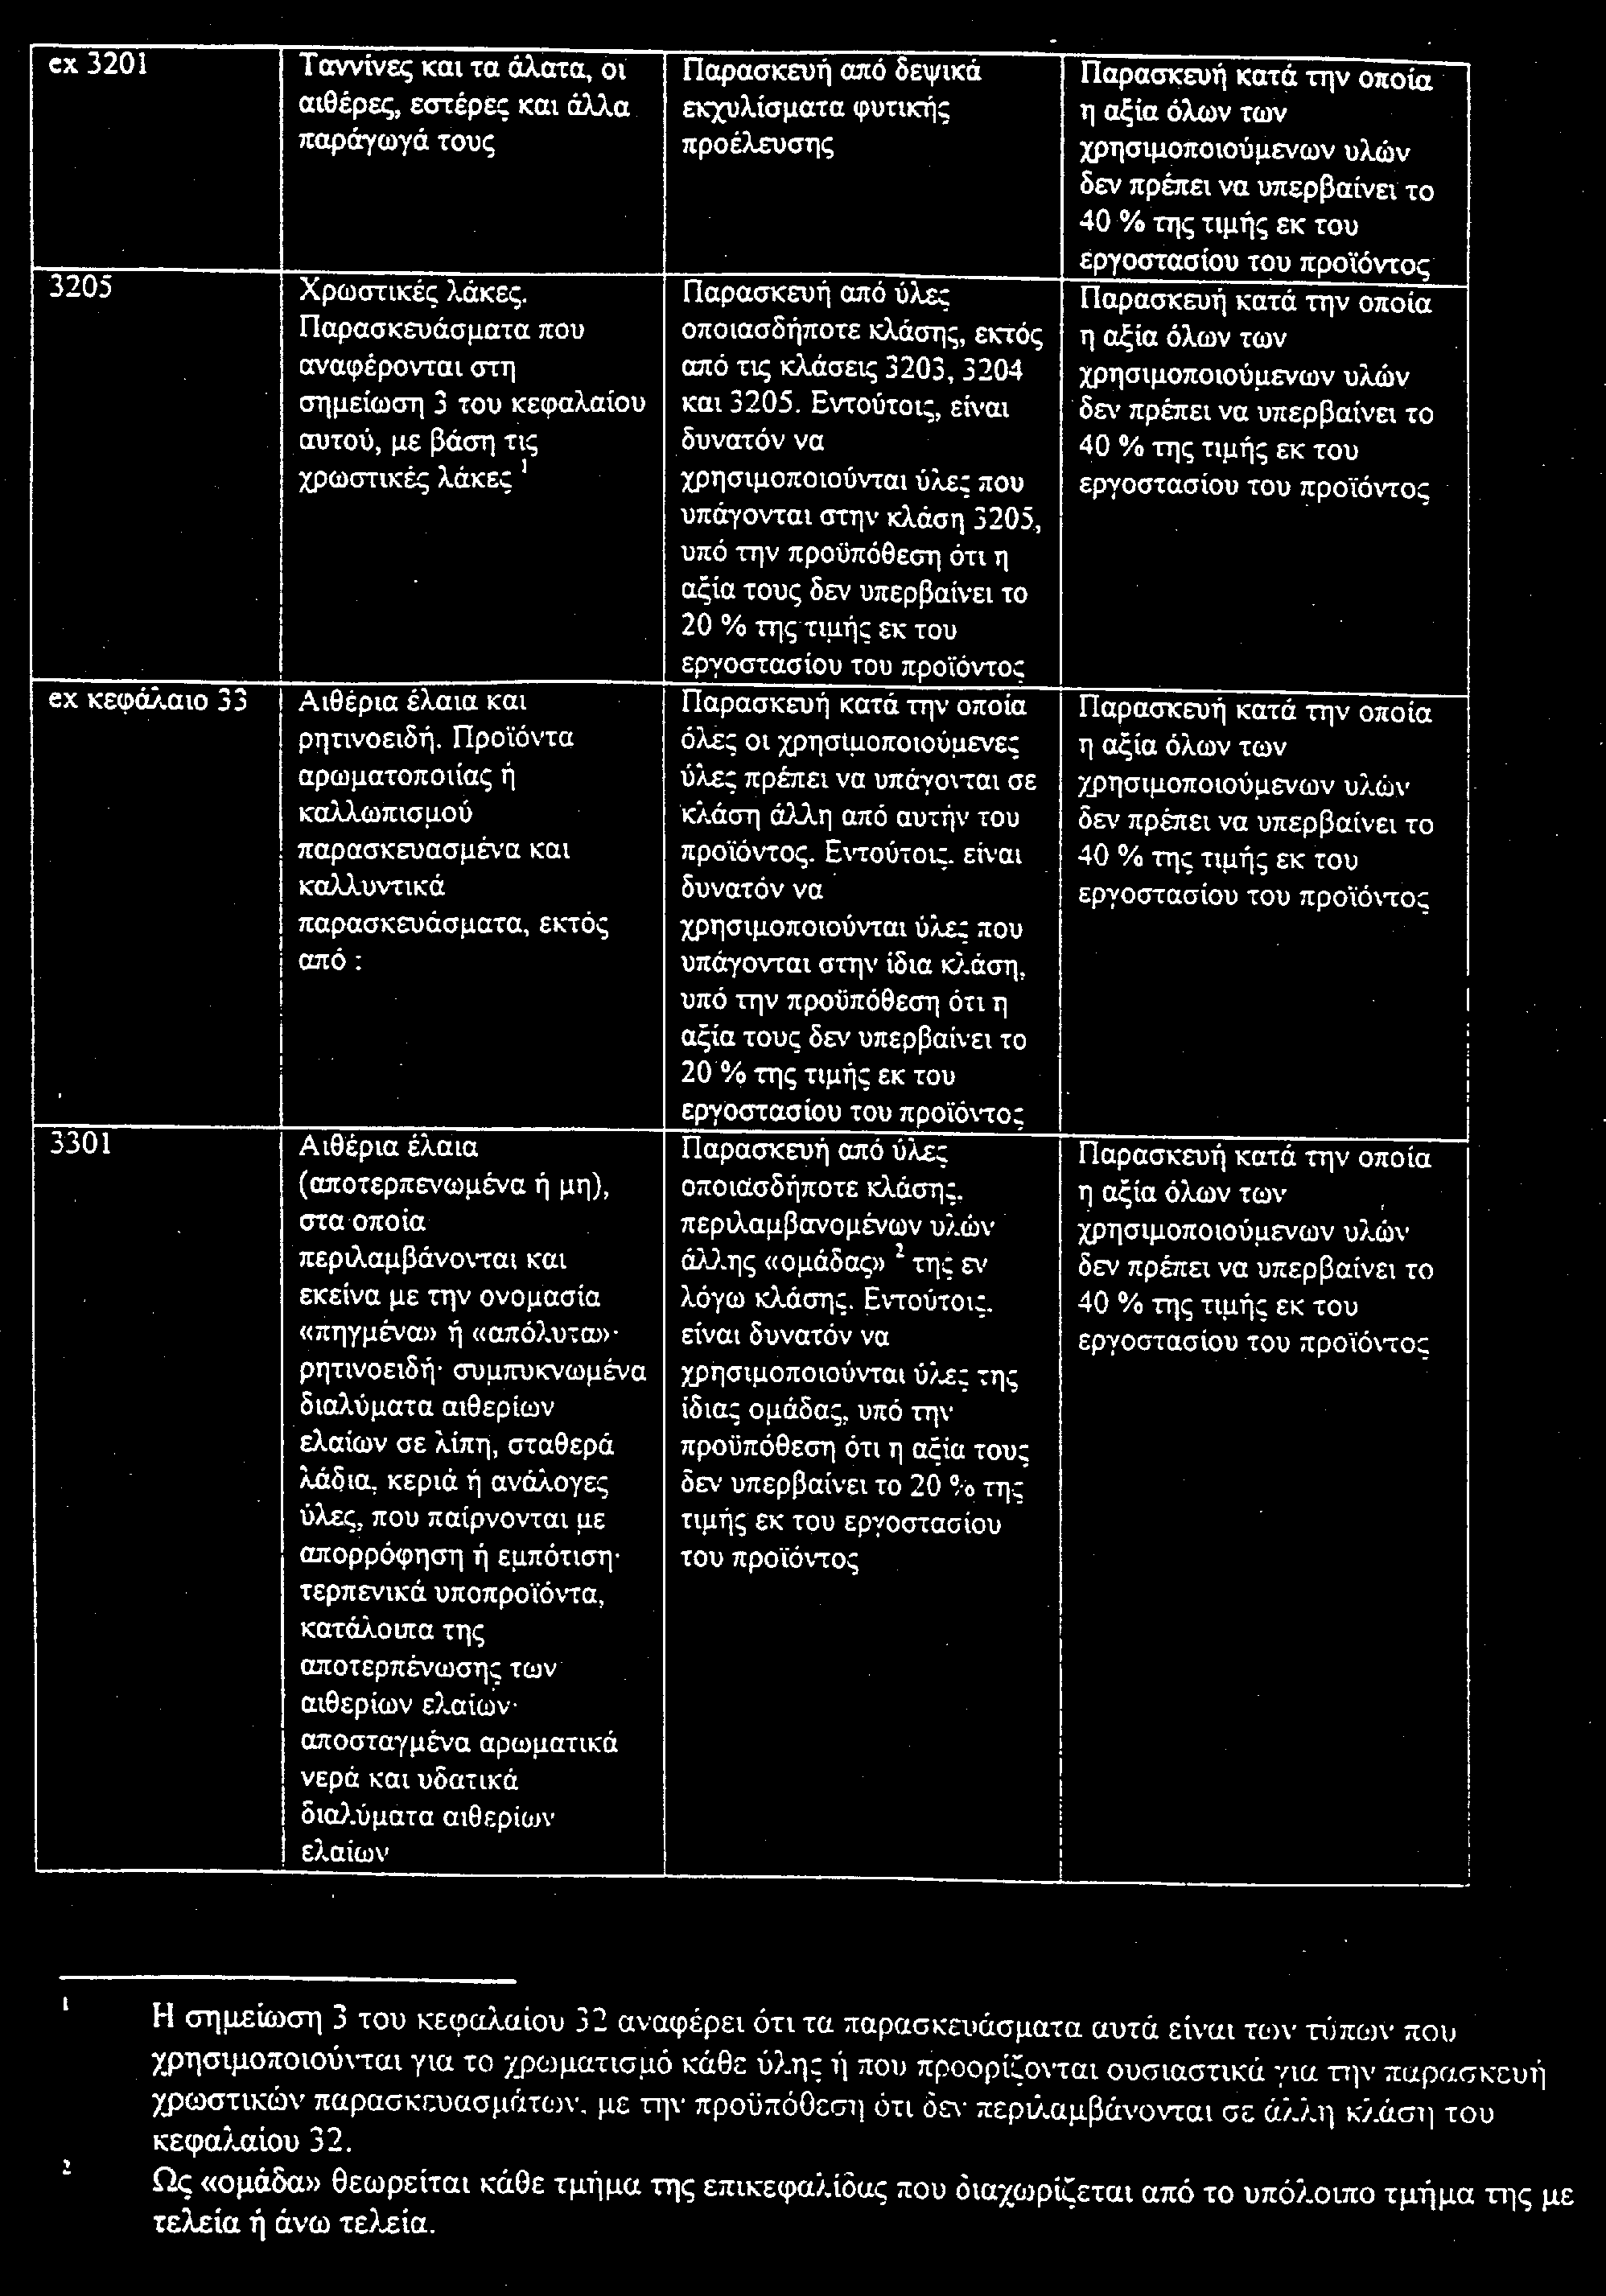 ex 3201
Ταννίνες και τα άλατα, οι
αιθέρες, εστέρες και άλλα
παράγωγά τους
Παρασκευή από δεψικά
εκχυλίσματα φυτικής
προέλευσης
Παρασκευή κατά την οποία
η αξία όλων των
χρησιμοποιούμενων υλών
δεν πρέπει να υπερβαίνει το
40 % της τιμής εκ του
εργοστασίου του προϊόντος
3205
Χρωστικές λάκες.
Παρασκευάσματα που
αναφέρονται στη
σημείωση 3 του κεφαλαίου
αυτού, με βάση τις
χρωστικές λάκες 1
Παρασκευή από ύλες
οποιασδήποτε κλάσης, εκτός
από τις κλάσεις 3203, 3204
και 3205. Εντούτοις, είναι
δυνατόν να
χρησιμοποιούνται ύλες που
υπάγονται στην κλάση 3205,
υπό την προϋπόθεση ότι η
αξία τους δεν υπερβαίνει το
20 % της τιμής εκ του
εργοστασίου του προϊόντος
Παρασκευή κατά την οποία
η αξία όλων των
χρησιμοποιούμενων υλών
δεν πρέπει να υπερβαίνει το
40 % της τιμής εκ του
εργοστασίου του προϊόντος
ex κεφάλαιο 33
Αιθέρια έλαια και
ρητινοειδή. Προϊόντα
αρωματοποιίας ή
καλλωπισμού
παρασκευασμένα και
καλλυντικά
παρασκευάσματα, εκτός
από :
Παρασκευή κατά την οποία
όλες οι χρησιμοποιούμενες
ύλες πρέπει να υπάγονται σε
κλάση άλλη από αυτήν του
προϊόντος. Εντούτοις, είναι
δυνατόν να
χρησιμοποιούνται ύλες που
υπάγονται στην ίδια κλάση,
υπό την προϋπόθεση ότι η
αξία τους δεν υπερβαίνει το
20 % της τιμής εκ του
εργοστασίου του προϊόντος
Παρασκευή κατά την οποία
η αξία όλων των
χρησιμοποιούμενων υλών
δεν πρέπει να υπερβαίνει το
40 % της τιμής εκ του
εργοστασίου του προϊόντος
3301
Αιθέρια έλαια
(αποτερπενωμένα ή μη),
στα οποία
περιλαμβάνονται και
εκείνα με την ονομασία
«πηγμένα» ή «απόλυτα»·
ρητινοειδή· συμπυκνωμένα
διαλύματα αιθερίων
ελαίων σε λίπη, σταθερά
λάδια, κεριά ή ανάλογες
ύλες, που παίρνονται με
απορρόφηση ή εμπότιση·
τερπενικά υποπροϊόντα,
κατάλοιπα της
αποτερπένωσης των
αιθερίων ελαίων·
αποσταγμένα αρωματικά
νερά και υδατικά
διαλύματα αιθερίων
ελαίων
Παρασκευή από ύλες
οποιασδήποτε κλάσης,
περιλαμβανομένων υλών
άλλης «ομάδας» 2 της εν
λόγω κλάσης. Εντούτοις,
είναι δυνατόν να
χρησιμοποιούνται ύλες της
ίδιας ομάδας, υπό την
προϋπόθεση ότι η αξία τους
δεν υπερβαίνει το 20 % της
τιμής εκ του εργοστασίου
του προϊόντος
Παρασκευή κατά την οποία
η αξία όλων των
χρησιμοποιούμενων υλών
δεν πρέπει να υπερβαίνει το
40 % της τιμής εκ του
εργοστασίου του προϊόντος
1 Η σημείωση 3 του κεφαλαίου 32 αναφέρει ότι τα παρασκευάσματα αυτά είναι των τύπων που
χρησιμοποιούνται για το χρωματισμό κάθε ύλης ή που προορίζονται ουσιαστικά για την παρασκευή
χρωστικών παρασκευασμάτων, με την προϋπόθεση ότι δεν περιλαμβάνονται σε άλλη κλάση του
κεφαλαίου 32.
2 Ως «ομάδα» θεωρείται κάθε τμήμα της επικεφαλίδας που διαχωρίζεται από το υπόλοιπο τμήμα της με
τελεία ή άνω τελεία.